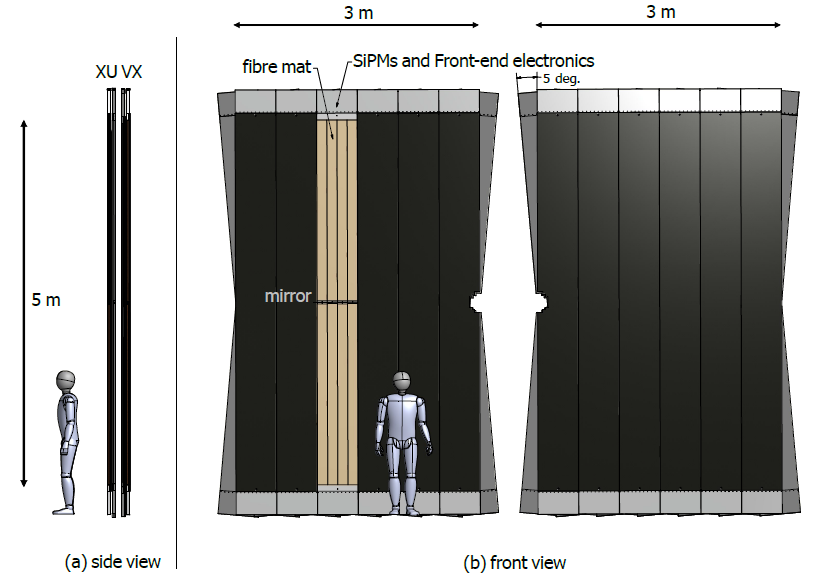 3 m
3 m
SiPMs and Front-end electronics
fibre mat
5 deg.
XU VX
5 m
mirror
(a) side view
(b) front view